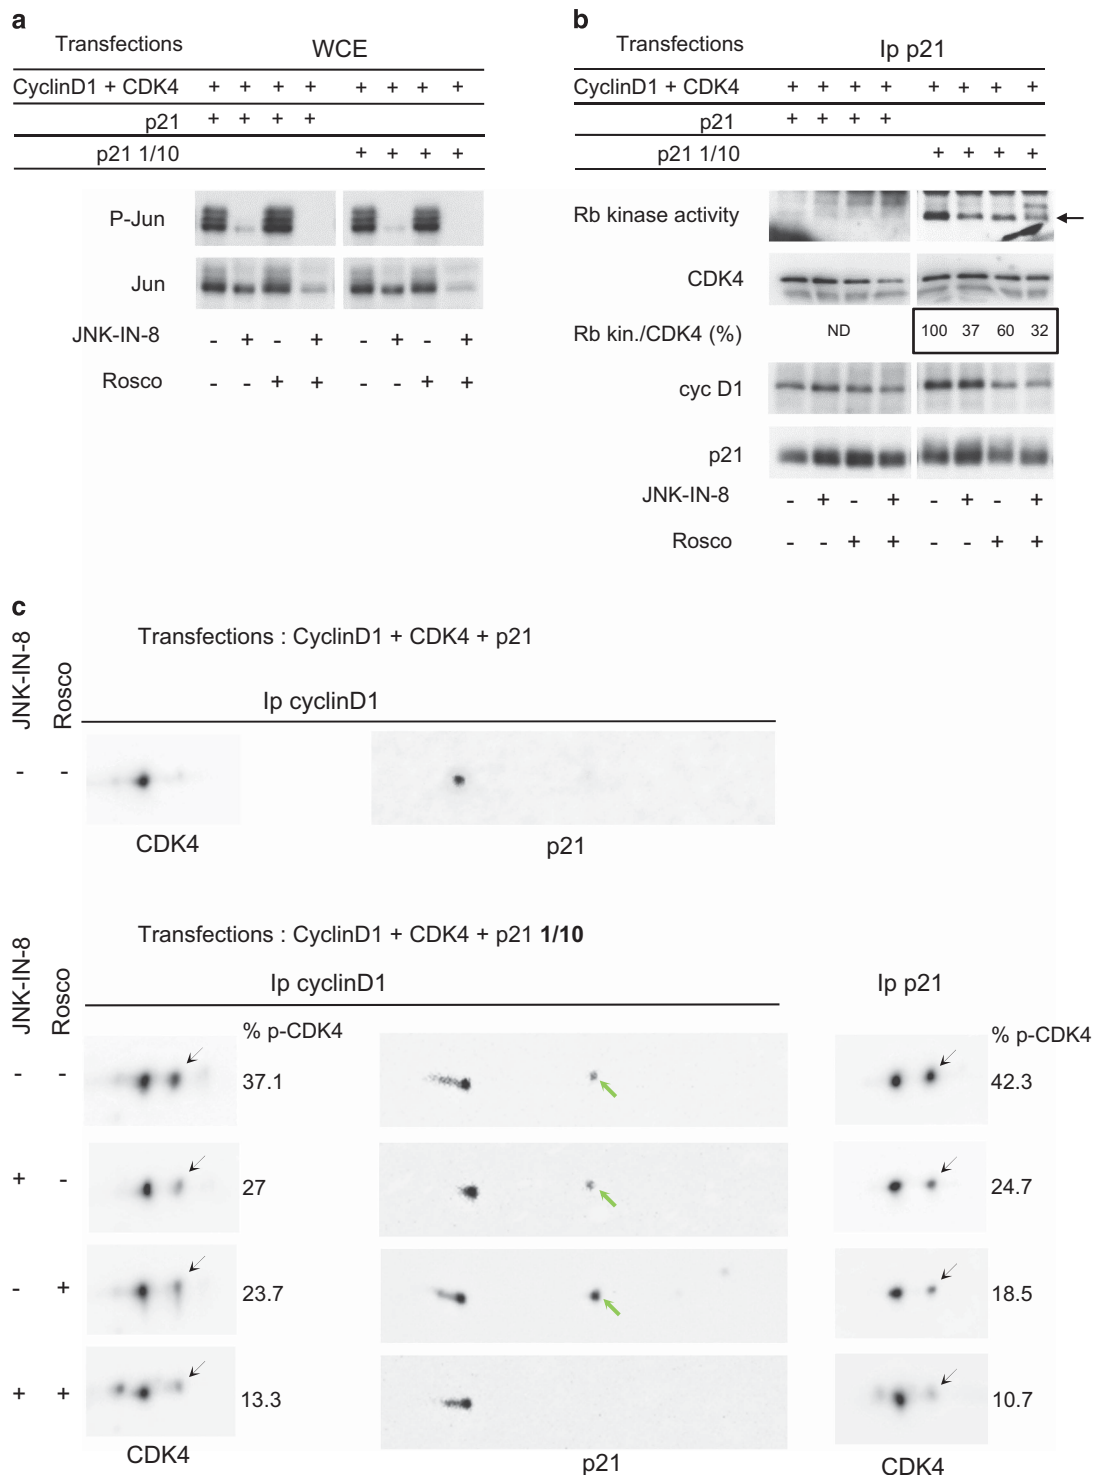 a
Transfections WCE
CyclinD1 + CDK4 + + + + + + + +
p21 + + + +
p21 1/10 + + + +
P-Jun
Jun
JNK-IN-8 - + - + - + - +
Rosco - - + + - - + +
b
Transfections Ip p21
CyclinD1 + CDK4 + + + + + + + +
p21 + + + +
p21 1/10 + + + +
Rb kinase activity
CDK4
Rb kin./CDK4 (%) ND 100 37 60 32
cyc D1
p21
JNK-IN-8 - + - + - + - +
Rosco - - + + - - + +
c
Transfections : CyclinD1 + CDK4 + p21
JNK-IN-8
Rosco
Ip cyclinD1
- -
CDK4 p21
Transfections : CyclinD1 + CDK4 + p21 1/10
JNK-IN-8
Rosco
Ip cyclinD1 Ip p21
% p-CDK4 % p-CDK4
- - 37.1 42.3
+ - 27 24.7
- + 23.7 18.5
+ + 13.3 10.7
CDK4 p21 CDK4